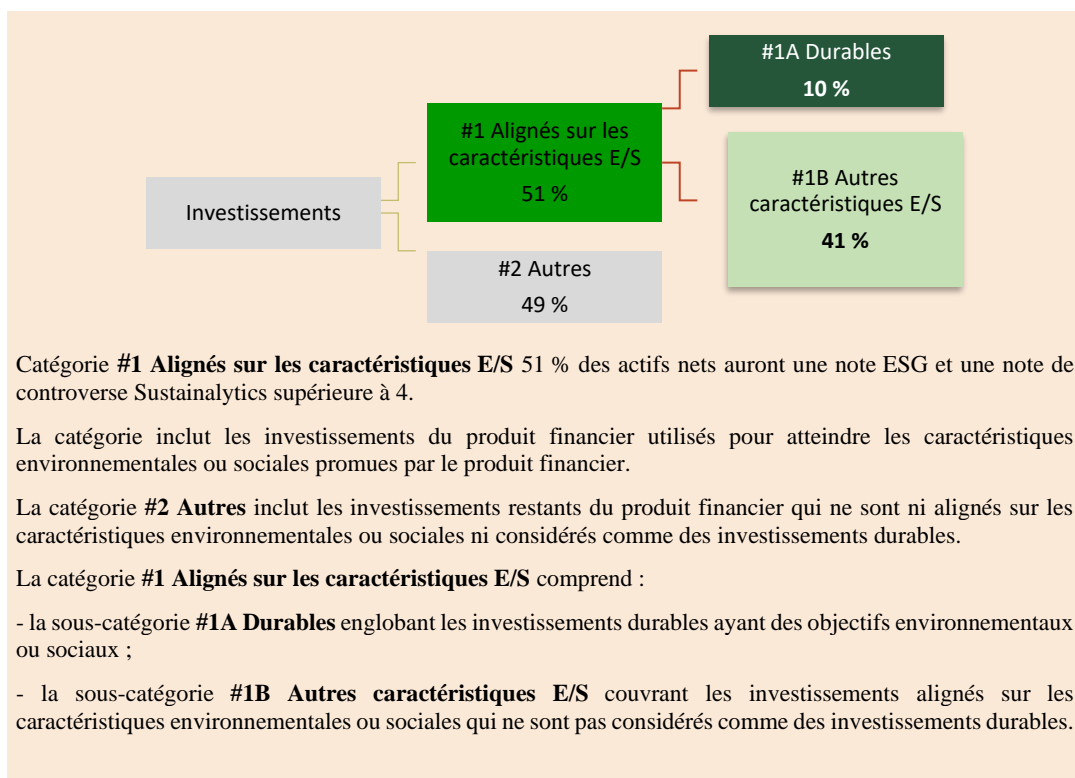 #1A Durables
10 %
#1 Alignés sur les
caractéristiques E/S
51 %
#1B Autres
caractéristiques E/S
41 %
Investissements
#2 Autres
49 %
Catégorie #1 Alignés sur les caractéristiques E/S 51 % des actifs nets auront une note ESG et une note de
controverse Sustainalytics supérieure à 4.
La catégorie inclut les investissements du produit financier utilisés pour atteindre les caractéristiques
environnementales ou sociales promues par le produit financier.
La catégorie #2 Autres inclut les investissements restants du produit financier qui ne sont ni alignés sur les
caractéristiques environnementales ou sociales ni considérés comme des investissements durables.
La catégorie #1 Alignés sur les caractéristiques E/S comprend :
- la sous-catégorie #1A Durables englobant les investissements durables ayant des objectifs environnementaux
ou sociaux ;
- la sous-catégorie #1B Autres caractéristiques E/S couvrant les investissements alignés sur les
caractéristiques environnementales ou sociales qui ne sont pas considérés comme des investissements durables.